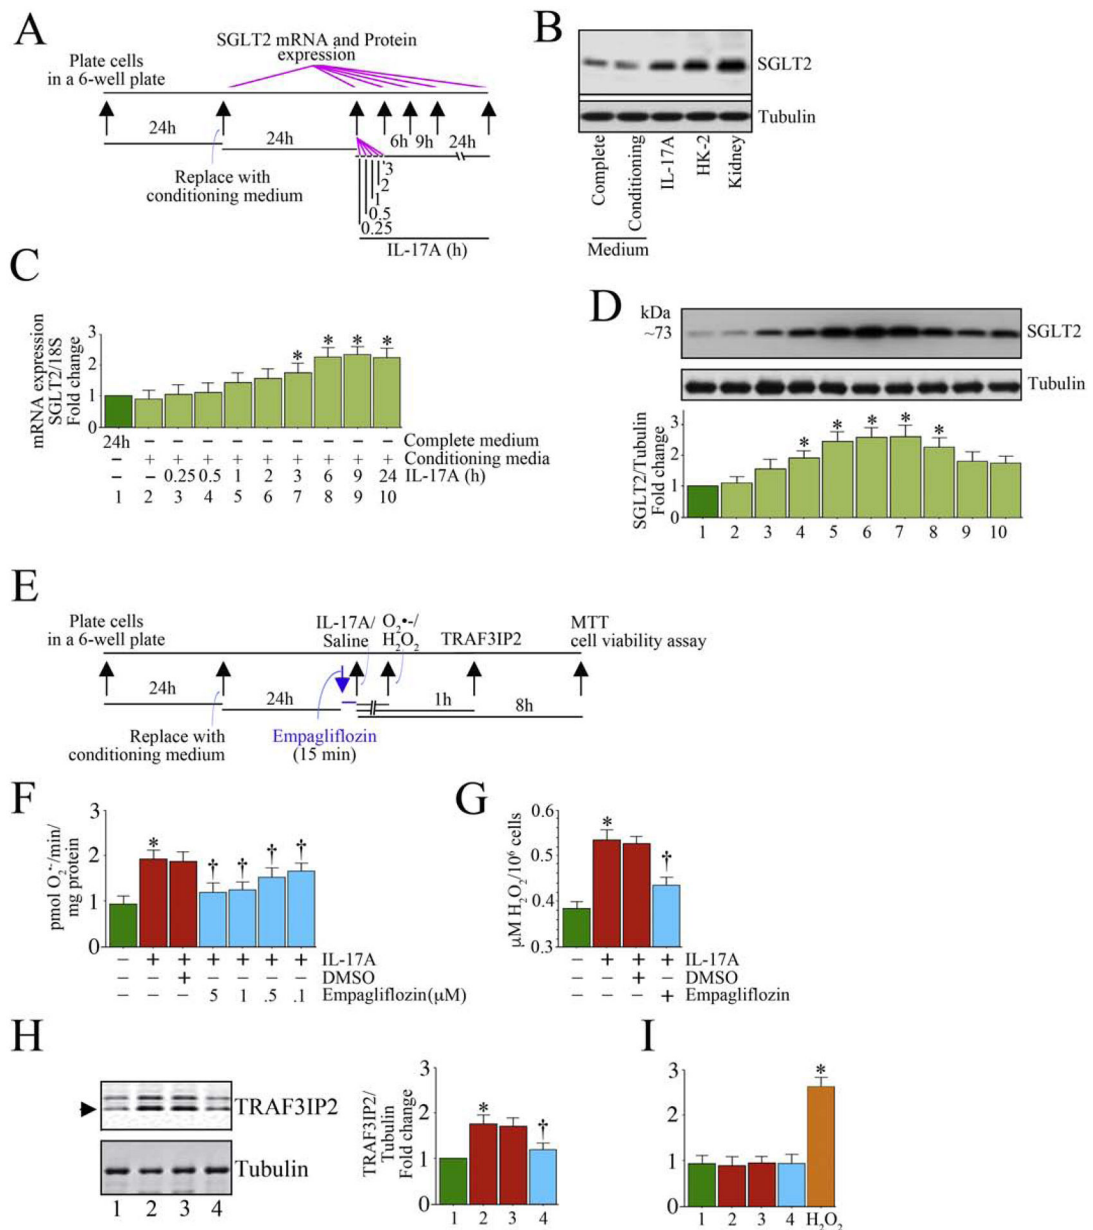 A
SGLT2 mRNA and Protein
expression
Plate cells
in a 6-well plate
24h
24h
6h 9h 24h
Replace with
conditioning medium
3
2
1
0.5
0.25
IL-17A (h)
B
SGLT2
Tubulin
Complete
Conditioning
IL-17A
HK-2
Kidney
Medium
C
mRNA expression
SGLT2/18S
Fold change
3
2
1
0
* * * *
24h – – – – – – – – – Complete medium
– + + + + + + + + + Conditioning media
– – 0.25 0.5 1 2 3 6 9 24 IL-17A (h)
1 2 3 4 5 6 7 8 9 10
D
kDa
~73
SGLT2
Tubulin
SGLT2/Tubulin
Fold change
3
2
1
0
* * * * *
1 2 3 4 5 6 7 8 9 10
E
Plate cells
in a 6-well plate
IL-17A/
Saline
O2•-/
H2O2
TRAF3IP2
MTT
cell viability assay
24h
24h
1h
8h
Replace with
conditioning medium
Empagliflozin
(15 min)
F
pmol O2•-/min/
mg protein
3
2
1
0
* † † † †
– + + + + + + IL-17A
– – + – – – – DMSO
– – – 5 1 .5 .1 Empagliflozin(µM)
G
µM H2O2/10⁶ cells
0.6
0.5
0.4
0.3
* †
– + + + IL-17A
– – + – DMSO
– – – + Empagliflozin
H
TRAF3IP2
Tubulin
1 2 3 4
TRAF3IP2/
Tubulin
Fold change
3
2
1
0
* †
1 2 3 4
I
3
2
1
0
*
1 2 3 4 H2O2